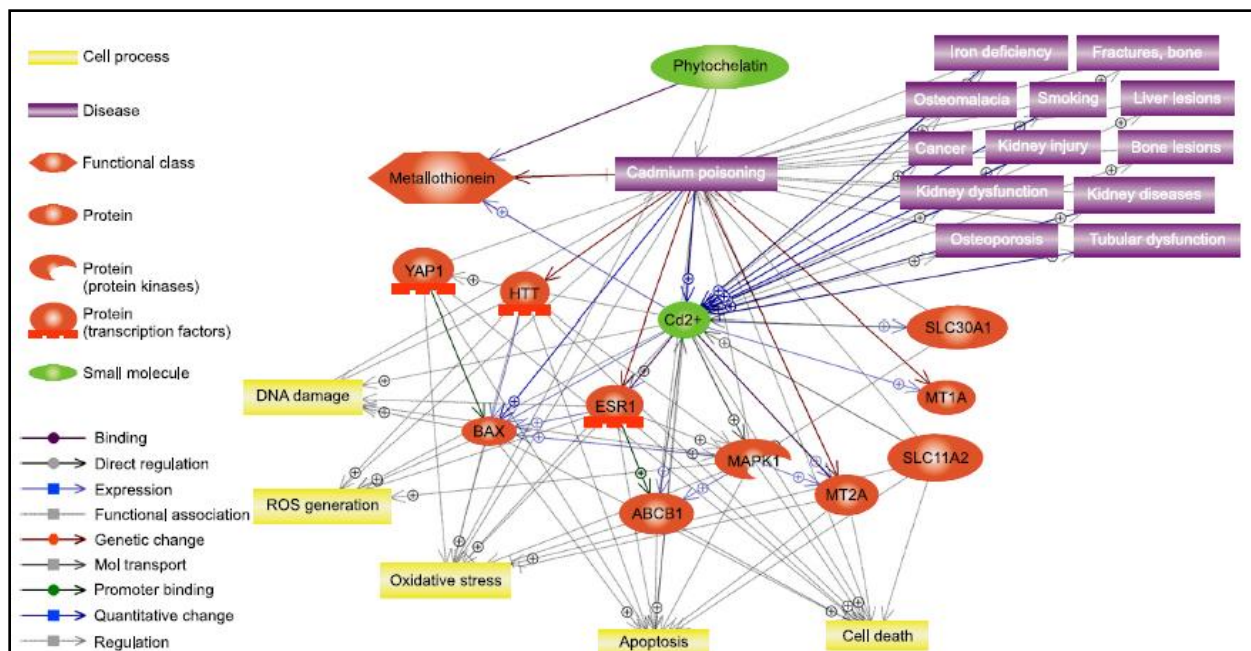 Cell process
Disease
Functional class
Protein
Protein
(protein kinases)
Protein
(transcription factors)
Small molecule
Binding
Direct regulation
Expression
Functional association
Genetic change
Mol transport
Promoter binding
Quantitative change
Regulation
Phytochelatin
Iron deficiency
Fractures, bone
Osteomalacia
Smoking
Liver lesions
Cancer
Kidney injury
Bone lesions
Metallothionein
Cadmium poisoning
Kidney dysfunction
Kidney diseases
Osteoporosis
Tubular dysfunction
YAP1
HTT
Cd2+
SLC30A1
DNA damage
ESR1
MT1A
BAX
MAPK1
SLC11A2
ROS generation
ABCB1
MT2A
Oxidative stress
Apoptosis
Cell death